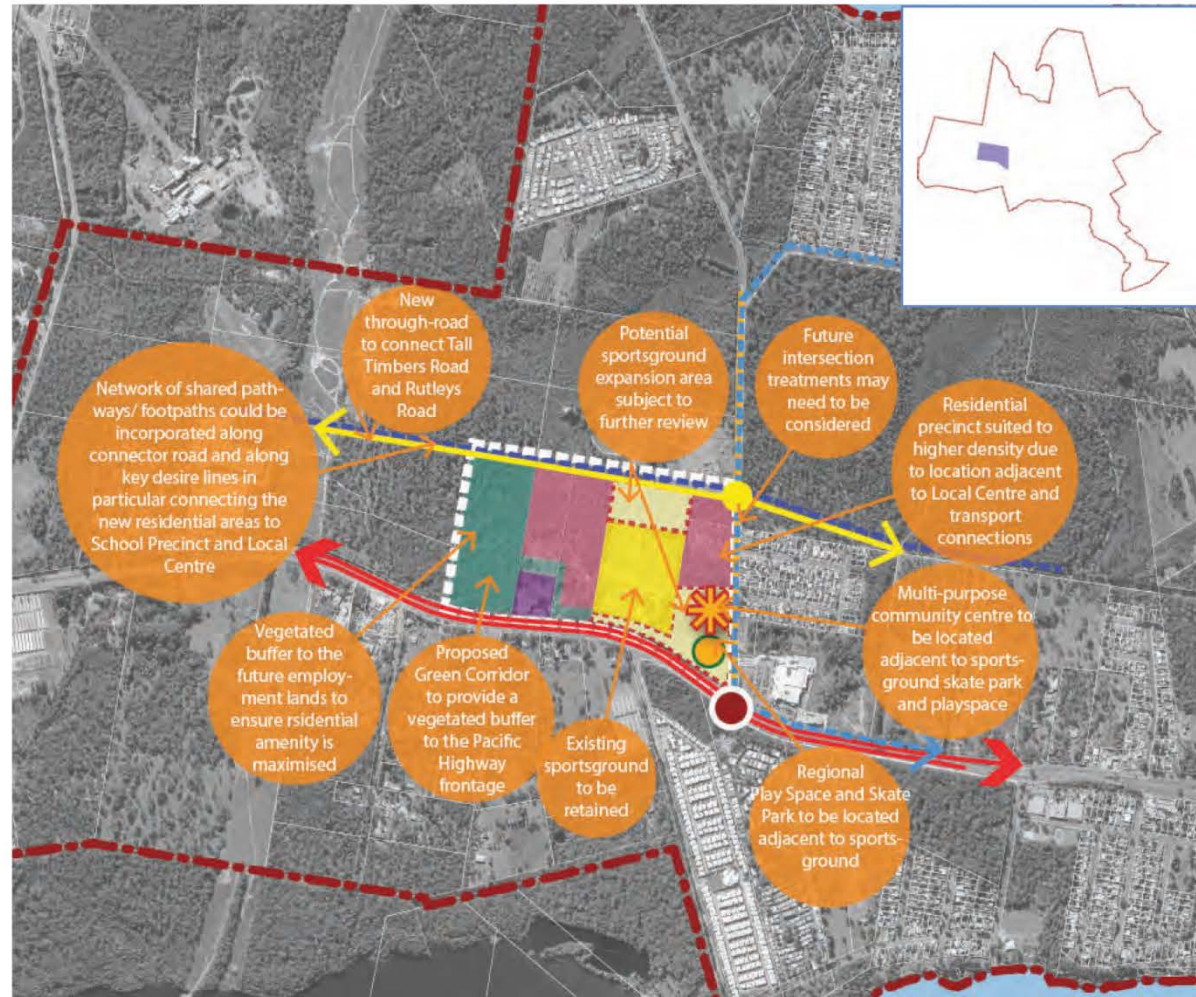 New
through-road
to connect Tall
Timbers Road
and Rutleys
Road
Potential
sportsground
expansion area
subject to
further review
Future
intersection
treatments may
need to be
considered
Network of shared path-
ways/ footpaths could be
incorporated along
connector road and along
key desire lines in
particular connecting the
new residential areas to
School Precinct and Local
Centre
Residential
precinct suited to
higher density due
to location adjacent
to Local Centre and
transport
connections
Vegetated
buffer to the
future employ-
ment lands to
ensure rsidential
amenity is
maximised
Proposed
Green Corridor
to provide a
vegetated buffer
to the Pacific
Highway
frontage
Existing
sportsground
to be
retained
Multi-purpose
community centre to
be located
adjacent to sports-
ground skate park
and playspace
Regional
Play Space and Skate
Park to be located
adjacent to sports-
ground